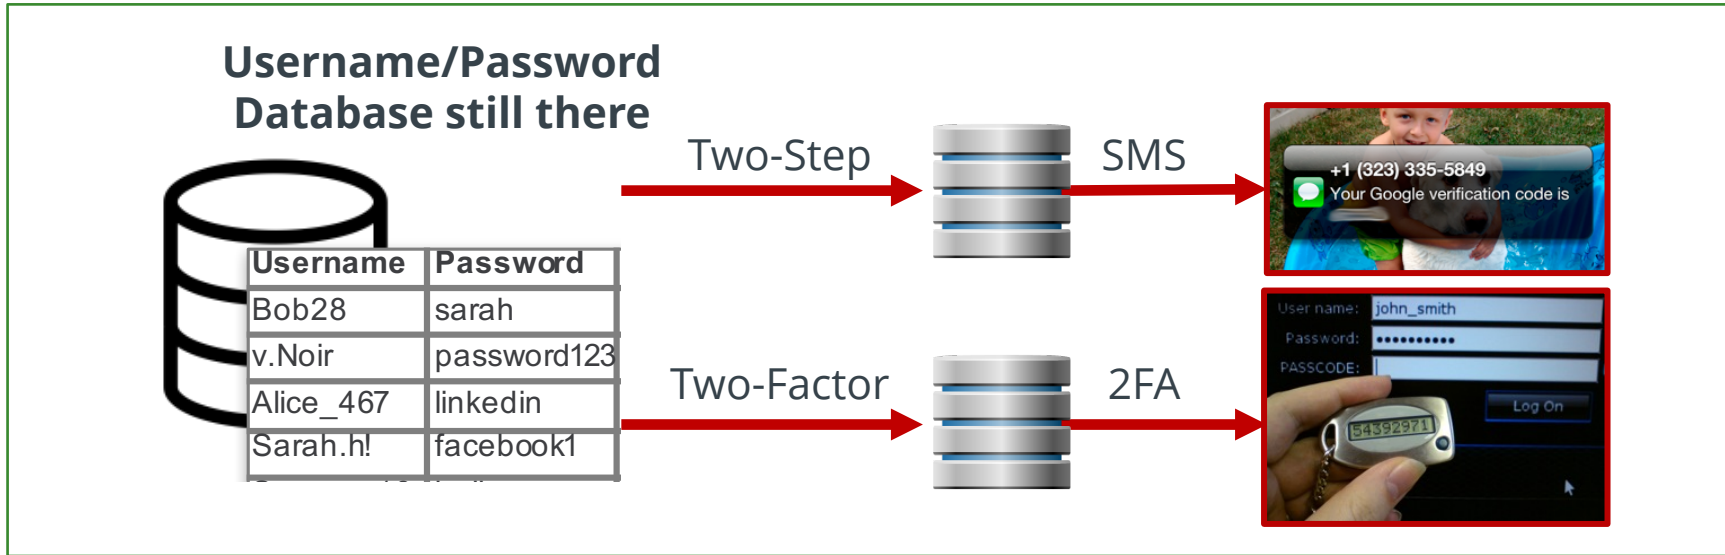 Username/Password
Database still there
Username Password
Bob28 sarah
v.Noir password123
Alice_467 linkedin
Sarah.h! facebook1
Two-Step
SMS
+1 (323) 335-5849
Your Google verification code is
Two-Factor
2FA
User name: john_smith
Password: ••••••••••
PASSCODE:
Log On
54392971